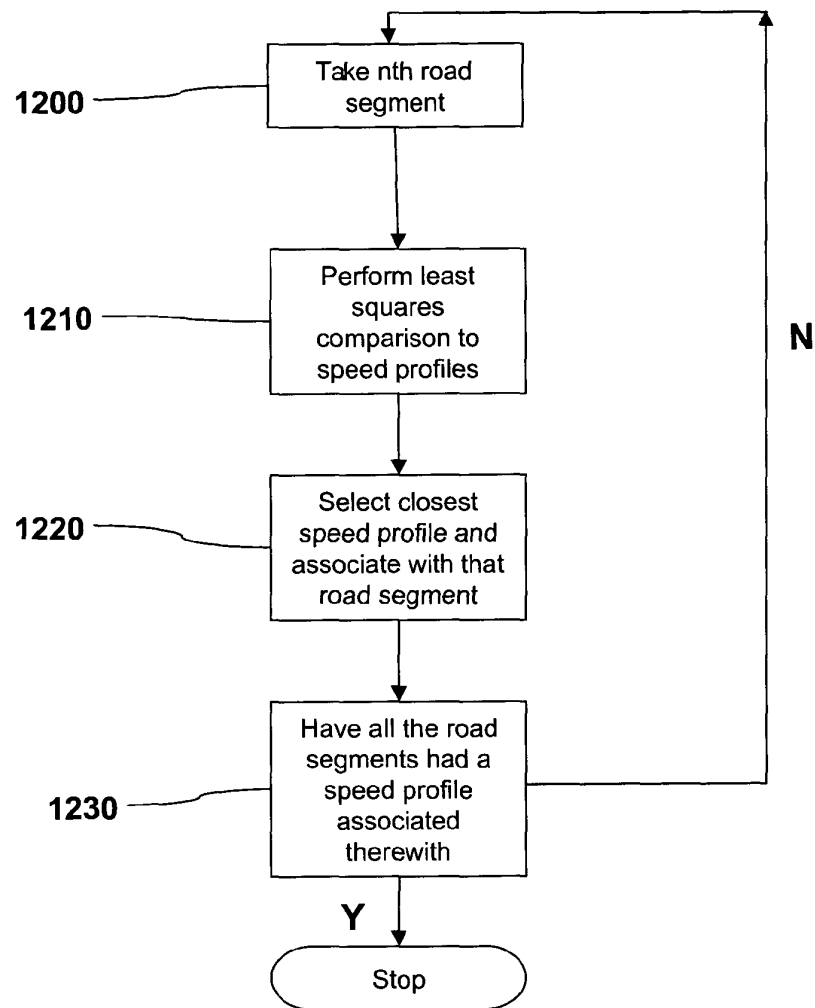 Take nth road
segment
1200
Perform least
squares
comparison to
speed profiles
1210
N
Select closest
speed profile and
associate with that
road segment
1220
Have all the road
segments had a
speed profile
associated
therewith
1230
Y
Stop